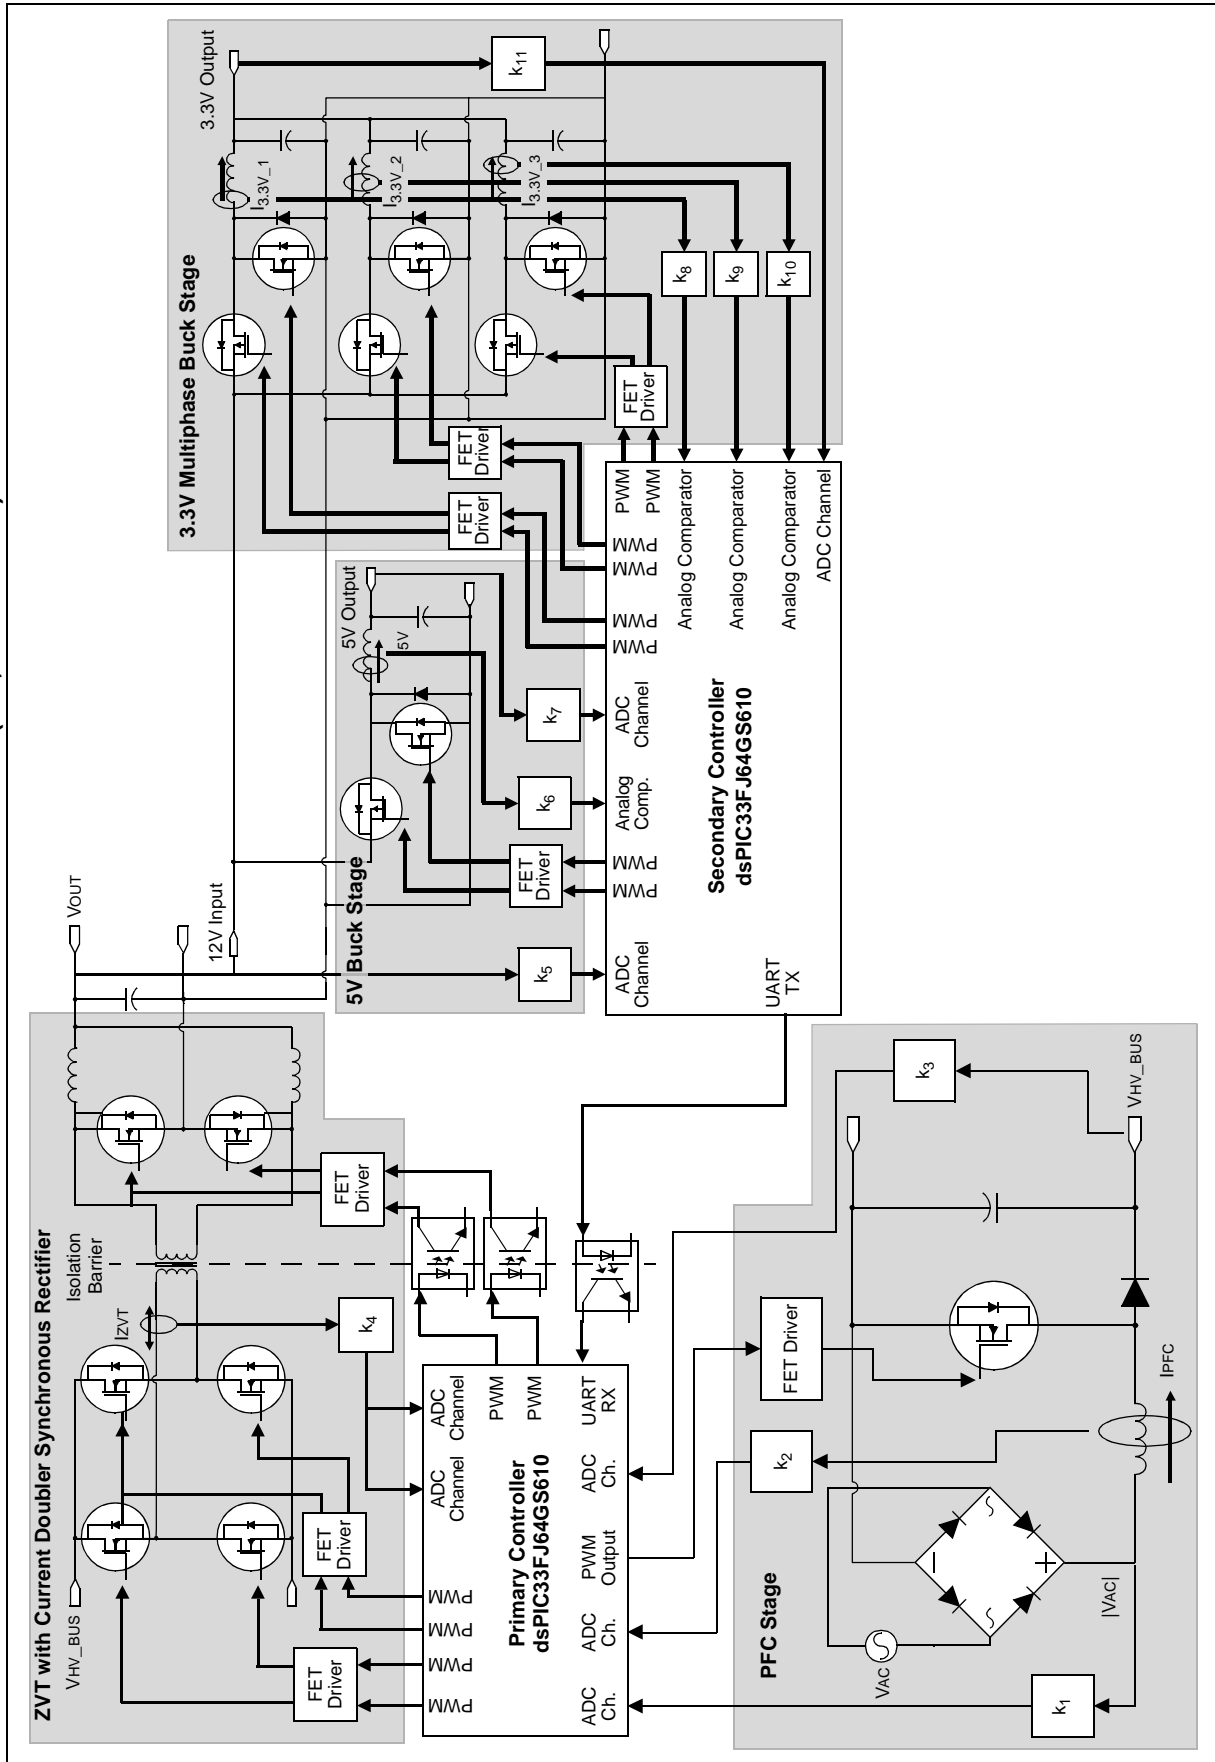 ZVT with Current Doubler Synchronous Rectifier
VHV_BUS
IZVT
Isolation
Barrier
VOUT
12V Input
FET
Driver
FET
Driver
k4
FET
Driver
PWM
PWM
PWM
PWM
ADC
Channel
ADC
Channel
PWM
PWM
UART
RX
Primary Controller
dsPIC33FJ64GS610
ADC
Ch.
ADC
Ch.
PWM
Output
ADC
Ch.
PFC Stage
VAC
|VAC|
k1
k2
FET Driver
IPFC
k3
VHV_BUS
5V Buck Stage
5V Output
5V
k5
FET
Driver
k6
k7
3.3V Multiphase Buck Stage
3.3V Output
I3.3V_1
I3.3V_2
I3.3V_3
FET
Driver
FET
Driver
FET
Driver
k8
k9
k10
k11
ADC
Channel
PWM
PWM
Analog
Comp.
ADC
Channel
PWM
PWM
PWM
PWM
PWM
PWM
Analog Comparator
Analog Comparator
Analog Comparator
ADC Channel
UART
TX
Secondary Controller
dsPIC33FJ64GS610